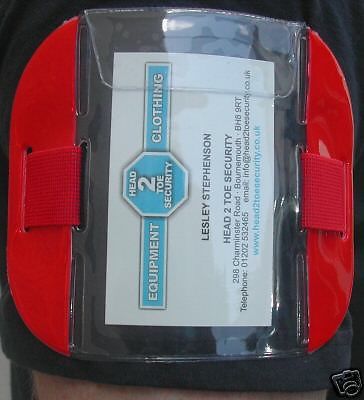 EQUIPMENT
CLOTHING
HEAD
2
TOE
SECURITY
LESLEY STEPHENSON
HEAD 2 TOE SECURITY
298 Charminster Road - Bournemouth - BH8 9RT
Telephone: 01202 532465 email: info@head2toesecurity.co.uk
www.head2toesecurity.co.uk